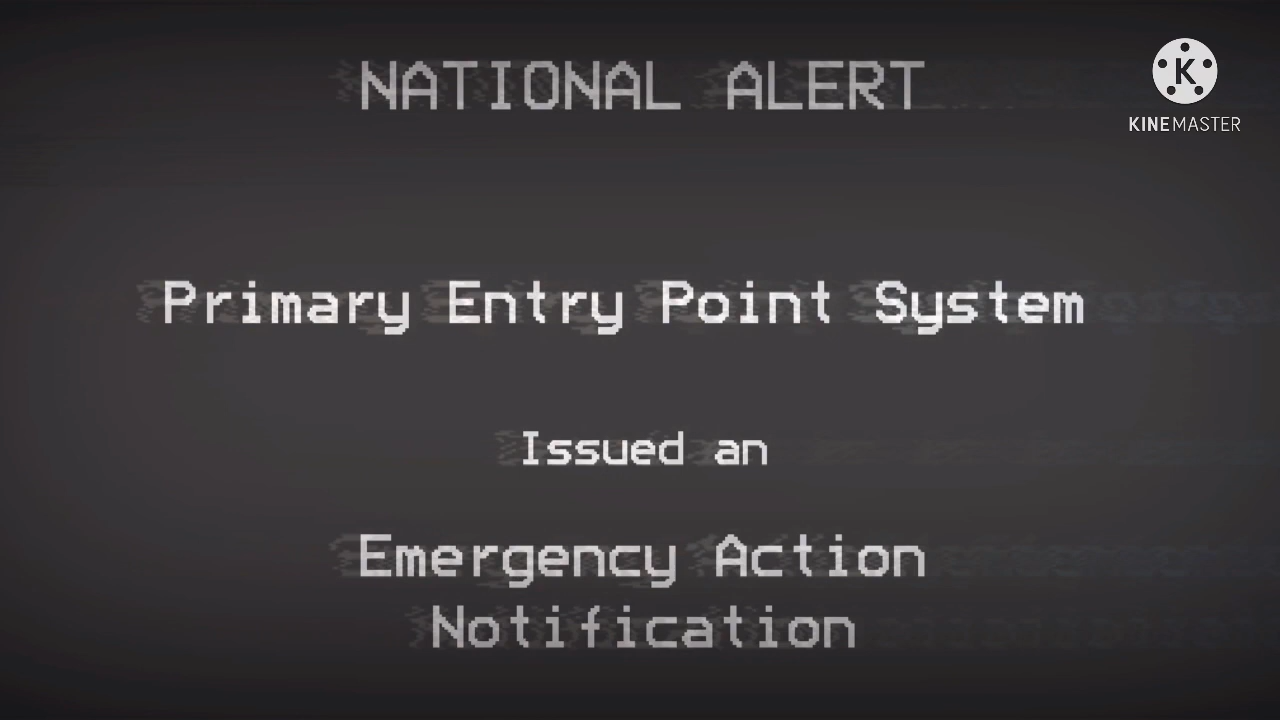 NATIONAL ALERT
K
KINEMASTER
Primary Entry Point System
Issued an
Emergency Action
Notification